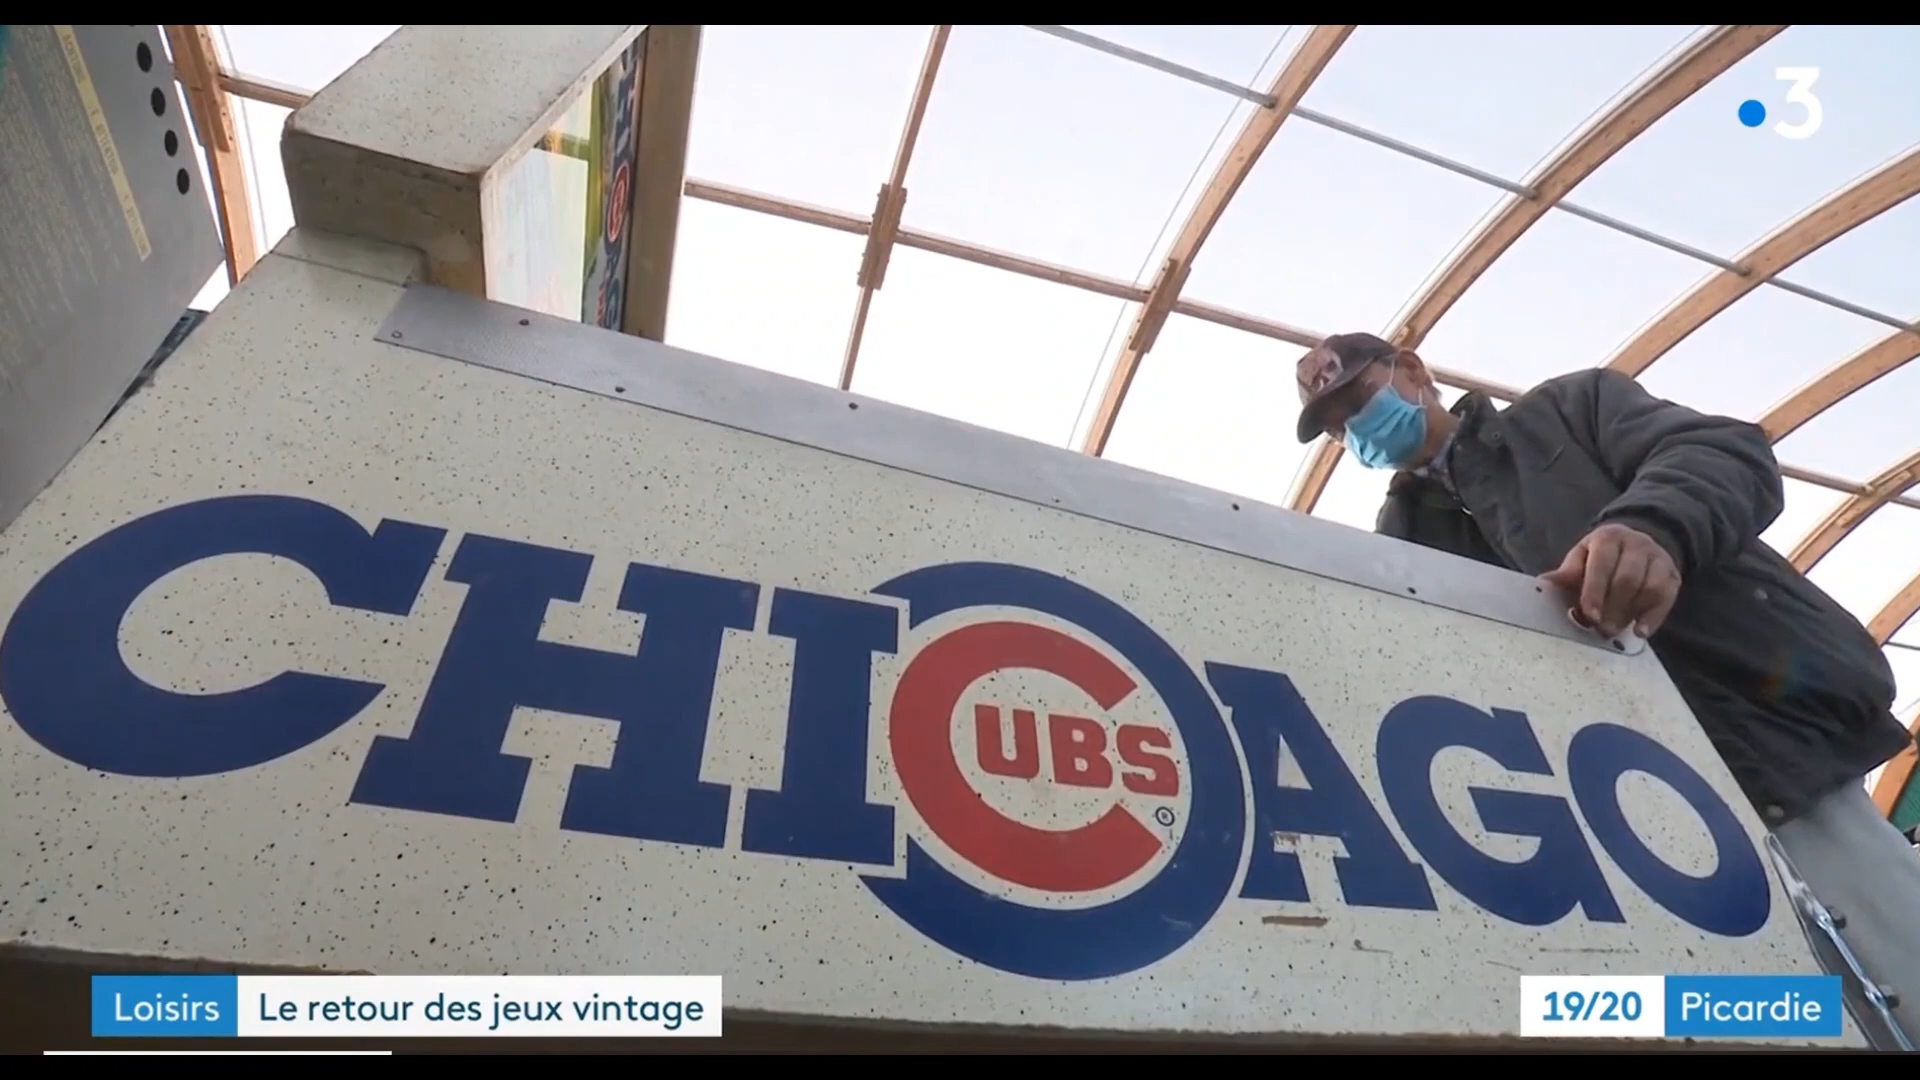 3
CHICAGO
CUBS
®
Loisirs
Le retour des jeux vintage
19/20
Picardie